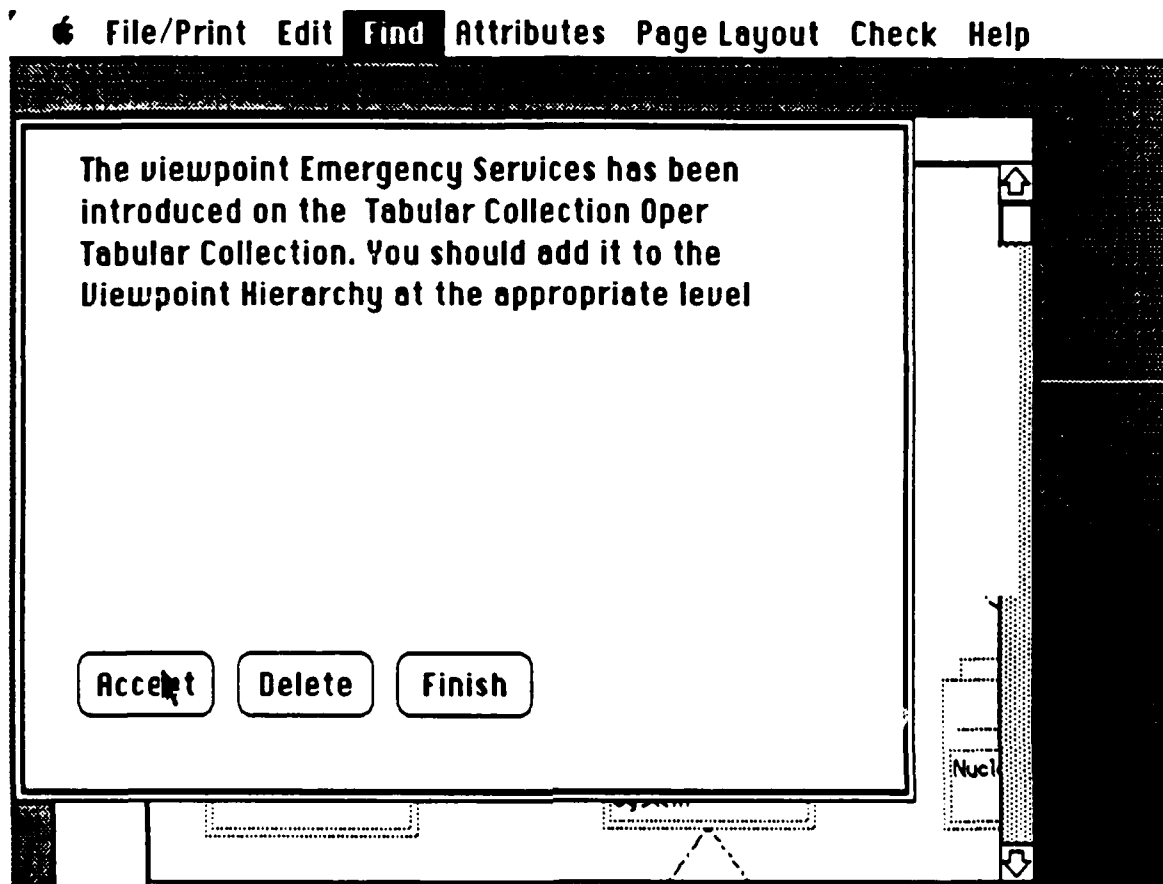 File/Print Edit Find Attributes Page Layout Check Help
The viewpoint Emergency Services has been
introduced on the Tabular Collection Oper
Tabular Collection. You should add it to the
Viewpoint Hierarchy at the appropriate level
Accept Delete Finish